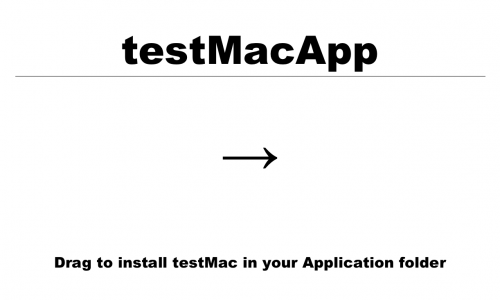 testMacApp
→
Drag to install testMac in your Application folder